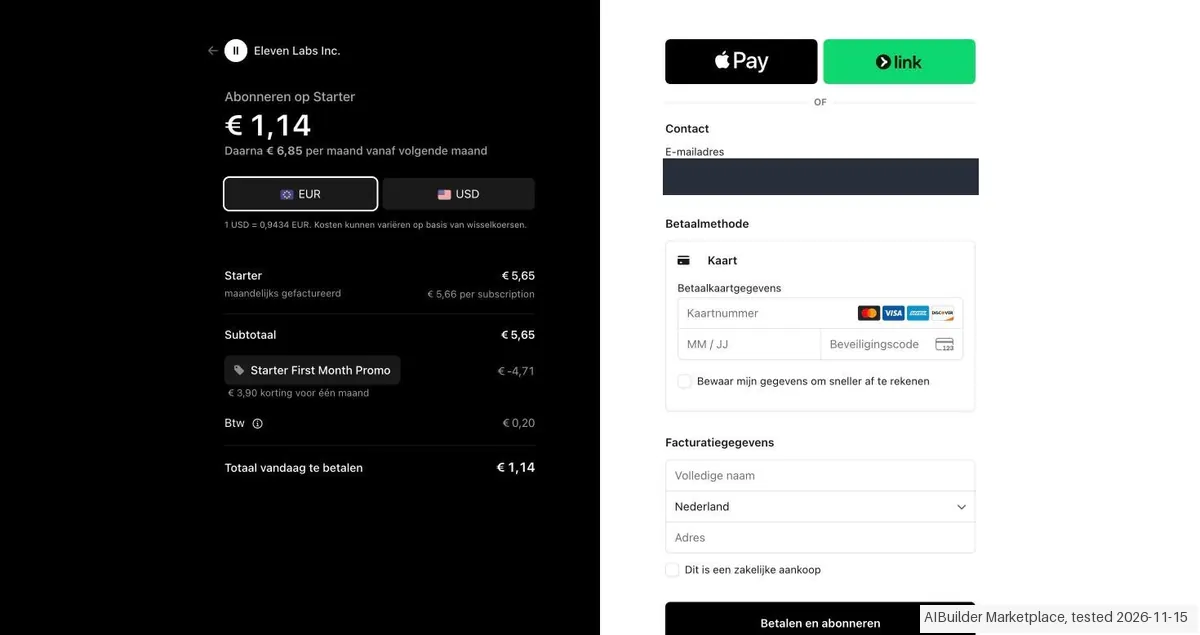 Eleven Labs Inc.
Abonneren op Starter
€ 1,14
Daarna € 6,85 per maand vanaf volgende maand
EUR
USD
1 USD = 0,9434 EUR. Kosten kunnen variëren op basis van wisselkoersen.
Starter € 5,65
maandelijks gefactureerd € 5,66 per subscription
Subtotaal € 5,65
Starter First Month Promo € -4,71
€ 3,90 korting voor één maand
Btw € 0,20
Totaal vandaag te betalen € 1,14
Pay
link
OF
Contact
E-mailadres
Betaalmethode
Kaart
Betaalkaartgegevens
Kaartnummer VISA DISCOVER
MM / JJ Beveiligingscode 123
Bewaar mijn gegevens om sneller af te rekenen
Facturatiegegevens
Volledige naam
Nederland
Adres
Dit is een zakelijke aankoop
Betalen en abonneren
AIBuilder Marketplace, tested 2026-11-15